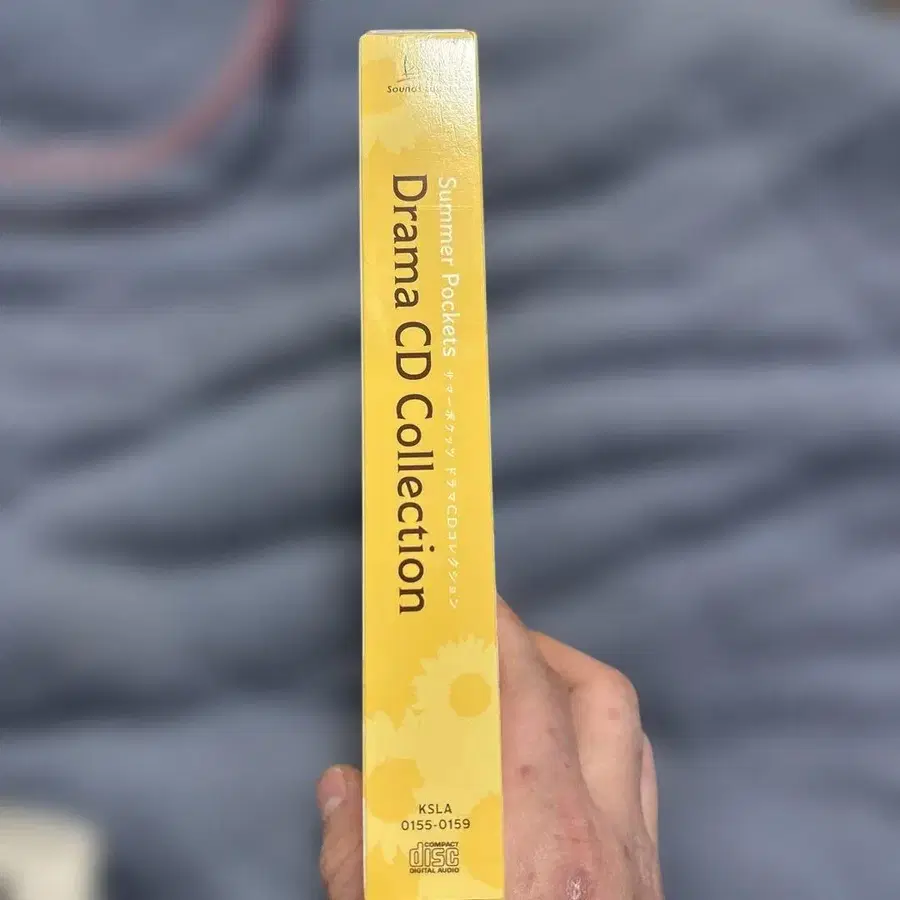 Summer Pockets サマーポケッツ ドラマCDコレクション
Drama CD Collection
KSLA
0155-0159
COMPACT
disc
DIGITAL AUDIO